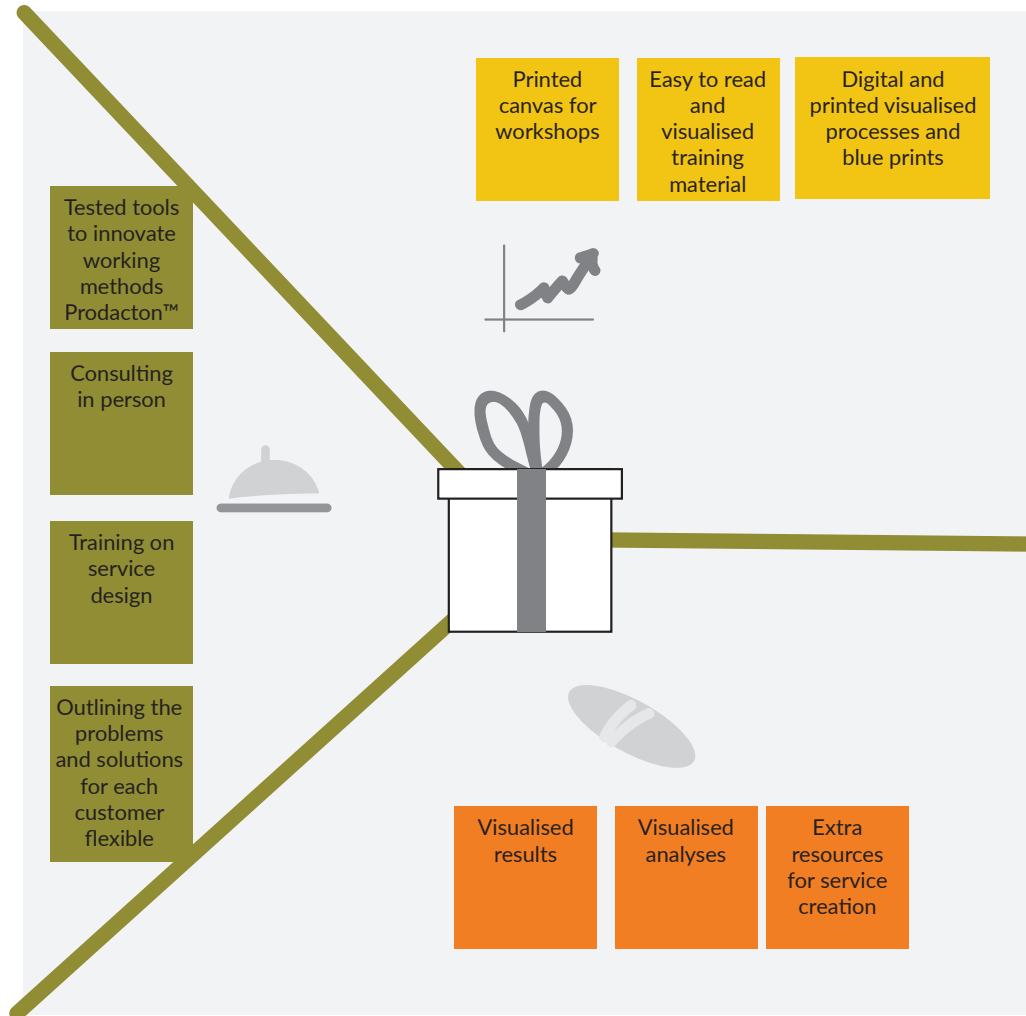 Printed
canvas for
workshops
Easy to read
and
visualised
training
material
Digital and
printed visualised
processes and
blue prints
Tested tools
to innovate
working
methods
Prodacton™
Consulting
in person
Training on
service
design
Outlining the
problems
and solutions
for each
customer
flexible
Visualised
results
Visualised
analyses
Extra
resources
for service
creation